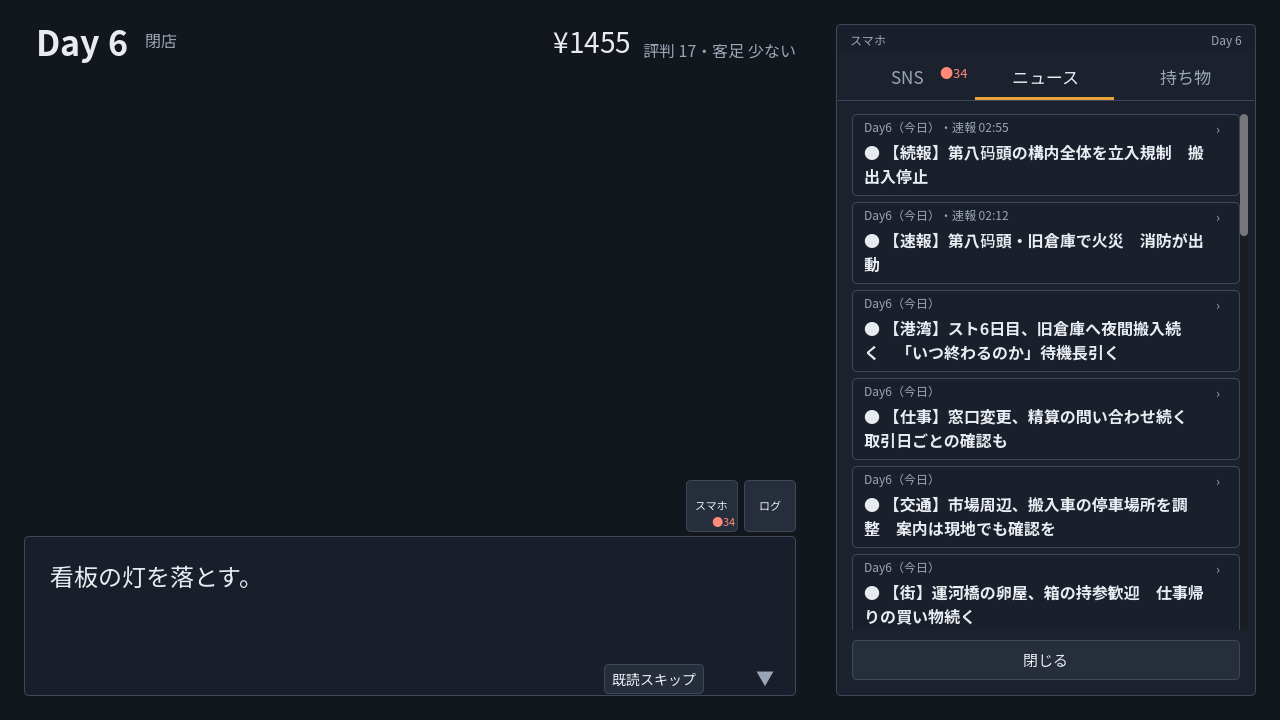 Day 6 閉店
¥1455 評判 17・客足 少ない
スマホ Day 6
SNS 34 ニュース 持ち物
Day6（今日）・速報 02:55 ›
● 【続報】第八码頭の構内全体を立入規制　搬
出入停止
Day6（今日）・速報 02:12 ›
● 【速報】第八码頭・旧倉庫で火災　消防が出
動
Day6（今日） ›
● 【港湾】スト6日目、旧倉庫へ夜間搬入続
く　「いつ終わるのか」待機長引く
Day6（今日） ›
● 【仕事】窓口変更、精算の問い合わせ続く
取引日ごとの確認も
Day6（今日） ›
● 【交通】市場周辺、搬入車の停車場所を調
整　案内は現地でも確認を
Day6（今日） ›
● 【街】運河橋の卵屋、箱の持参歓迎　仕事帰
りの買い物続く
閉じる
スマホ 34 ログ
看板の灯を落とす。
既読スキップ ▼